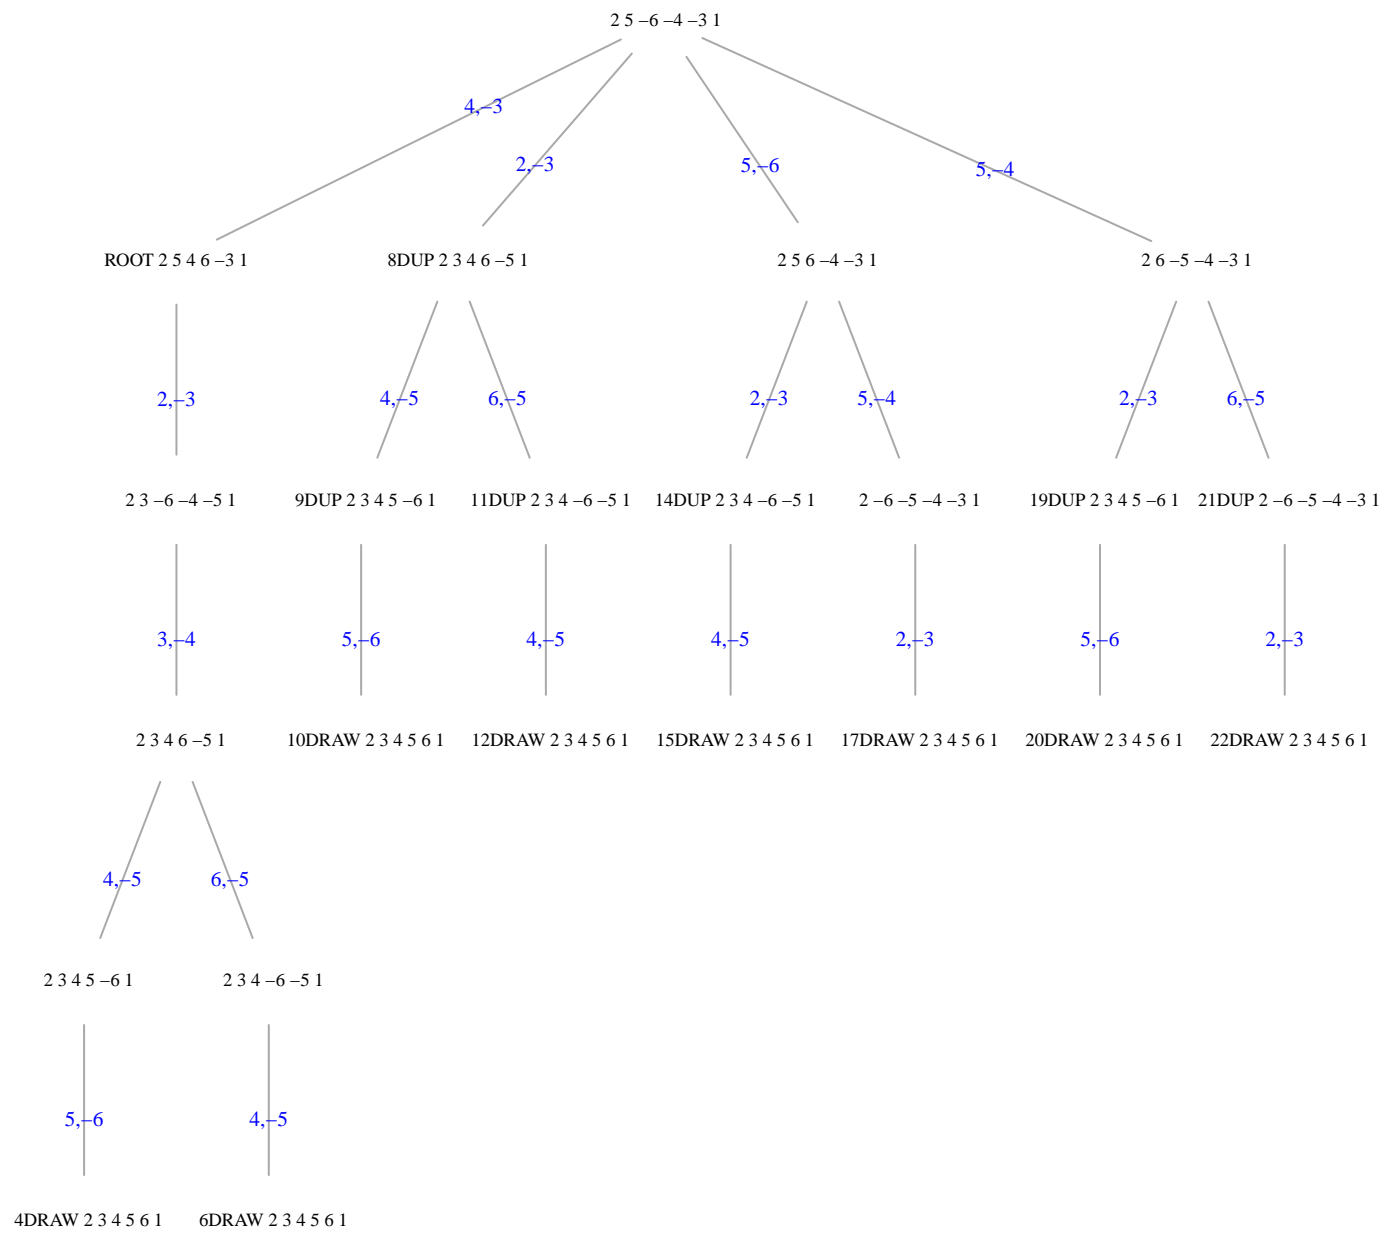 2 5 –6 –4 –3 1
4,–3
2,–3
5,–6
5,–4
ROOT 2 5 4 6 –3 1
8DUP 2 3 4 6 –5 1
2 5 6 –4 –3 1
2 6 –5 –4 –3 1
2,–3
4,–5
6,–5
2,–3
5,–4
2,–3
6,–5
2 3 –6 –4 –5 1
9DUP 2 3 4 5 –6 1
11DUP 2 3 4 –6 –5 1
14DUP 2 3 4 –6 –5 1
2 –6 –5 –4 –3 1
19DUP 2 3 4 5 –6 1
21DUP 2 –6 –5 –4 –3 1
3,–4
5,–6
4,–5
4,–5
2,–3
5,–6
2,–3
2 3 4 6 –5 1
10DRAW 2 3 4 5 6 1
12DRAW 2 3 4 5 6 1
15DRAW 2 3 4 5 6 1
17DRAW 2 3 4 5 6 1
20DRAW 2 3 4 5 6 1
22DRAW 2 3 4 5 6 1
4,–5
6,–5
2 3 4 5 –6 1
2 3 4 –6 –5 1
5,–6
4,–5
4DRAW 2 3 4 5 6 1
6DRAW 2 3 4 5 6 1